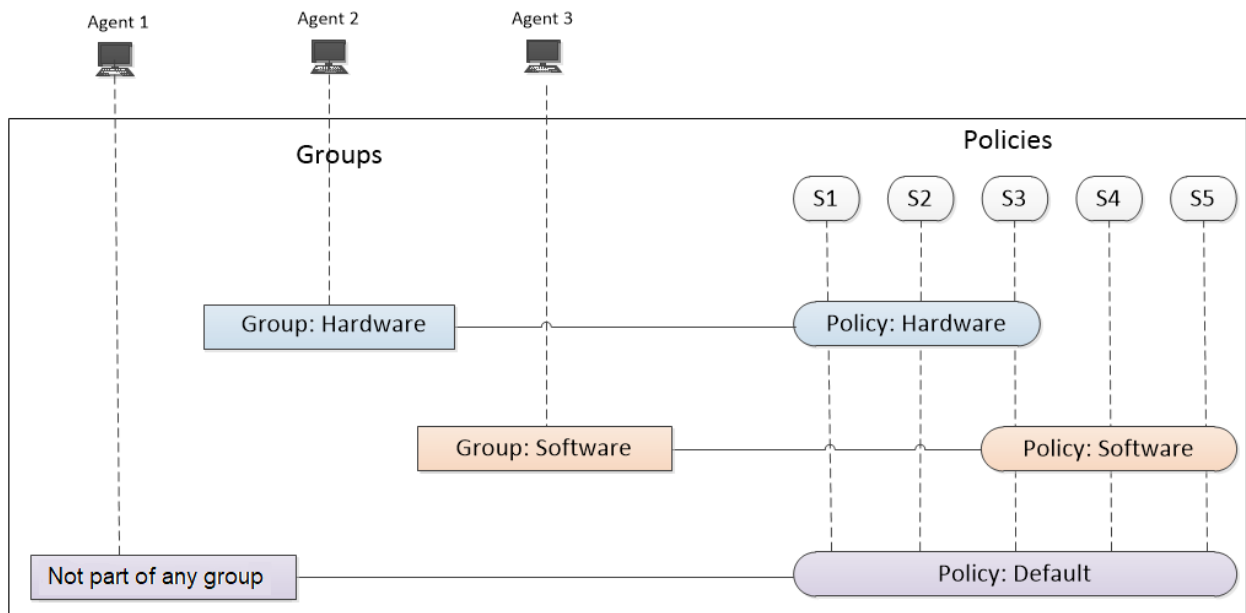 Agent 1
Agent 2
Agent 3
Groups
Policies
S1
S2
S3
S4
S5
Group: Hardware
Policy: Hardware
Group: Software
Policy: Software
Not part of any group
Policy: Default